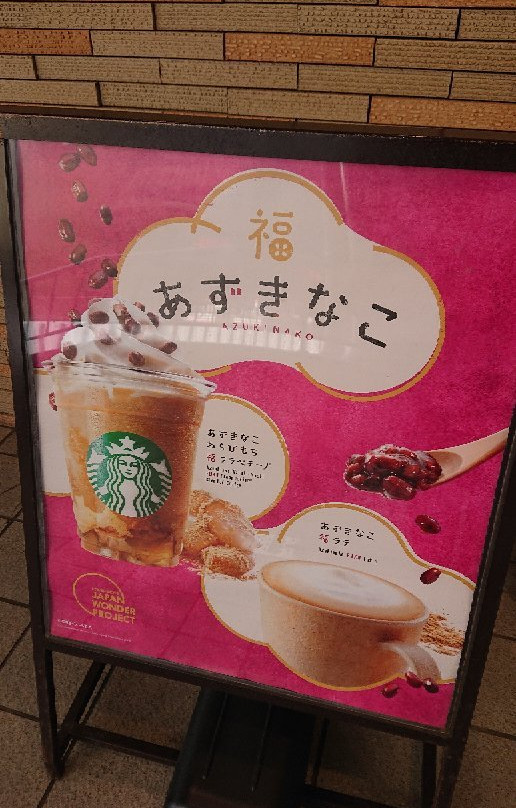 福
あずきなこ
AZUKINAKO
あずきなこ
わらびもち
福フラペチーノ
あずきなこ
福ラテ
JAPAN
WONDER
PROJECT